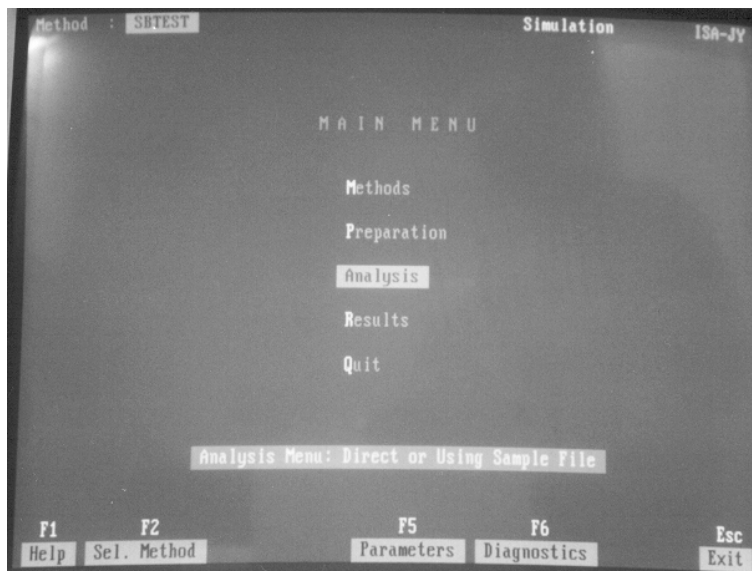 Method : SBTEST Simulation ISA-JY
MAIN MENU
Methods
Preparation
Analysis
Results
Quit
Analysis Menu: Direct or Using Sample File
F1 F2 F5 F6 Esc
Help Sel. Method Parameters Diagnostics Exit